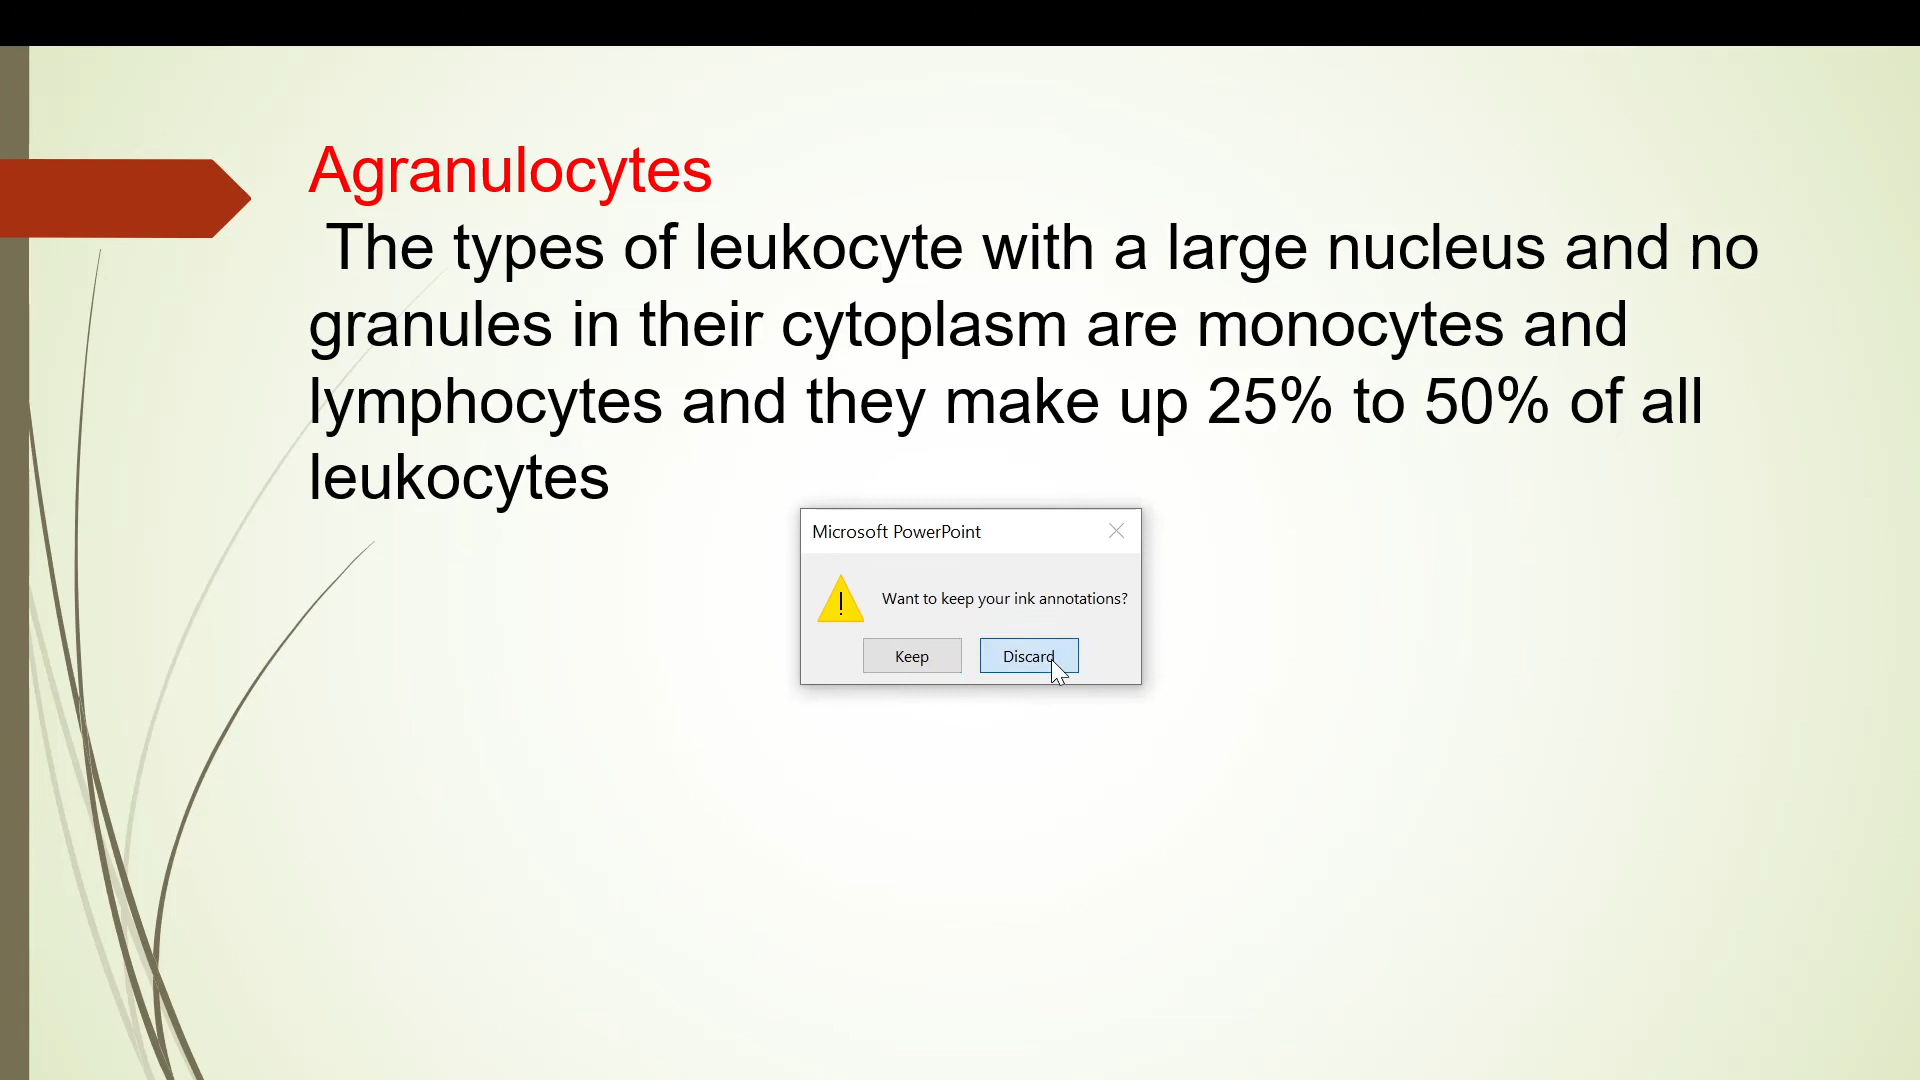 Agranulocytes
The types of leukocyte with a large nucleus and no
granules in their cytoplasm are monocytes and
lymphocytes and they make up 25% to 50% of all
leukocytes
Microsoft PowerPoint
Want to keep your ink annotations?
Keep
Discard